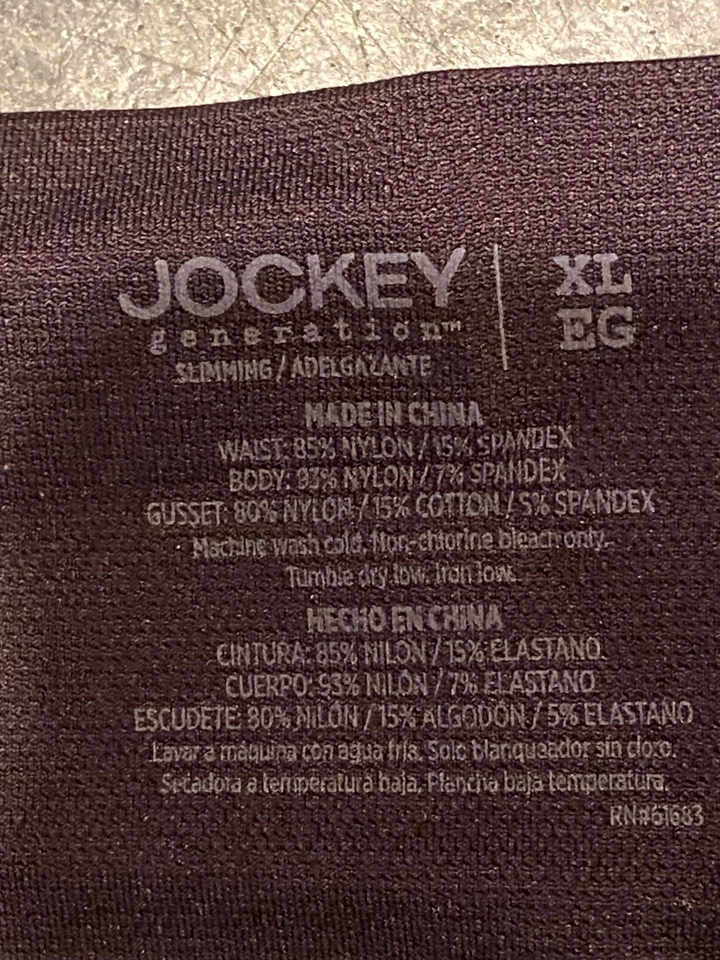 JOCKEY
generation™
SLIMMING / ADELGAZANTE
XL
EG
MADE IN CHINA
WAIST: 85% NYLON / 15% SPANDEX
BODY: 93% NYLON / 7% SPANDEX
GUSSET: 80% NYLON / 15% COTTON / 5% SPANDEX
Machine wash cold. Non-chlorine bleach only.
Tumble dry low. Iron low.
HECHO EN CHINA
CINTURA: 85% NILÓN / 15% ELASTANO
CUERPO: 93% NILÓN / 7% ELASTANO
ESCUDETE: 80% NILÓN / 15% ALGODÓN / 5% ELASTANO
Lavar a máquina con agua fría. Solo blanqueador sin cloro.
Secadora a temperatura baja. Plancha baja temperatura.
RN#61683